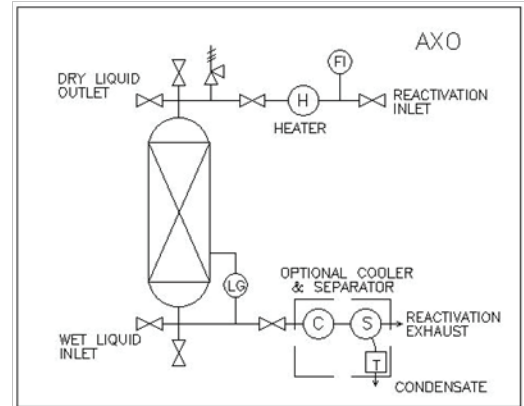 AXO
FI
DRY LIQUID
OUTLET
H
REACTIVATION
INLET
HEATER
OPTIONAL COOLER
& SEPARATOR
LG
C
S
REACTIVATION
EXHAUST
WET LIQUID
INLET
T
CONDENSATE